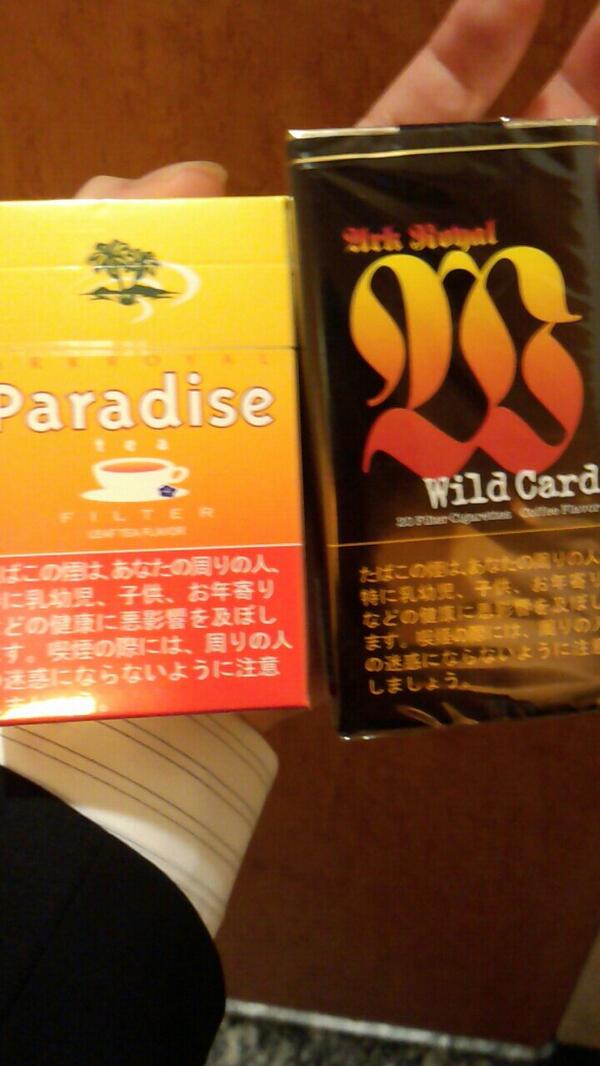 ARK ROYAL
Paradise
tea
FILTER
LEAF TEA FLAVOR
ばこの煙は、あなたの周りの人、
に乳幼児、子供、お年寄り
どの健康に悪影響を及ぼし
す。喫煙の際には、周りの人
迷惑にならないように注意
Ark Royal
W
Wild Card
20 Filter Cigarettes Coffee Flavor
たばこの煙は、あなたの周りの人、
特に乳幼児、子供、お年寄り
などの健康に悪影響を及ぼし
ます。喫煙の際には、周りの人
の迷惑にならないように注意
しましょう。